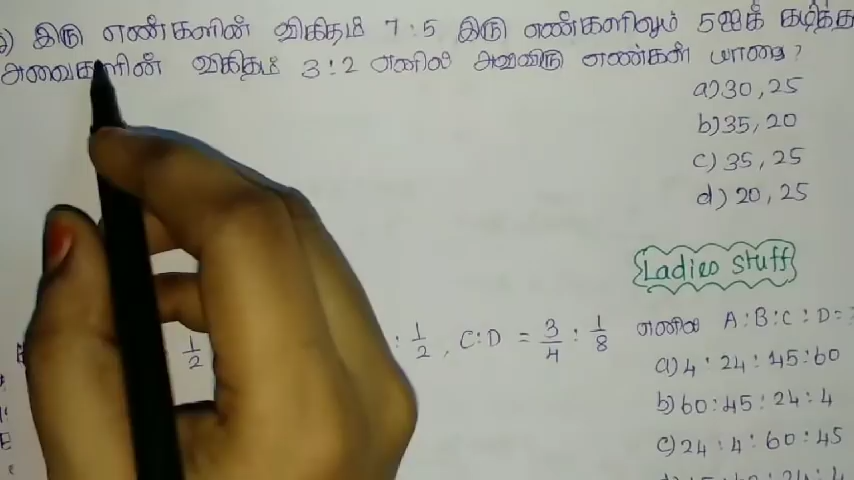 இரு எண்களின் விகிதம் 7:5 இரு எண்களிலும் 5ஐக் கழித்த
அவைகளின் விகிதம் 3:2 எனில் அவ்விரு எண்கள் யாவை?
a) 30, 25
b) 35, 20
c) 35, 25
d) 20, 25
Ladies Stuff
1/2 : 1/2, C:D = 3/4 : 1/8 எனில் A:B:C:D=?
a) 4:24:45:60
b) 60:45:24:4
c) 24:4:60:45